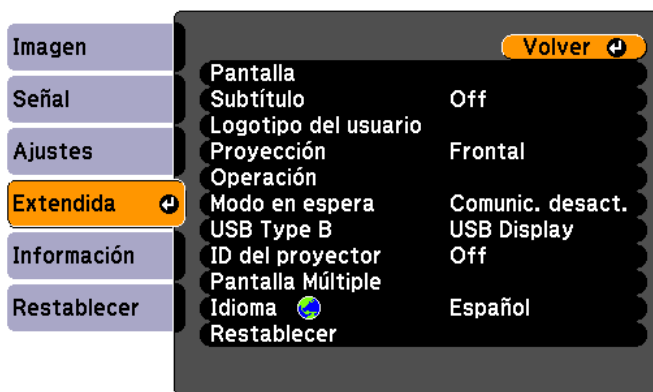 Imagen
Señal
Ajustes
Extendida
Información
Restablecer
Volver
Pantalla
Subtítulo Off
Logotipo del usuario
Proyección Frontal
Operación
Modo en espera Comunic. desact.
USB Type B USB Display
ID del proyector Off
Pantalla Múltiple
Idioma Español
Restablecer